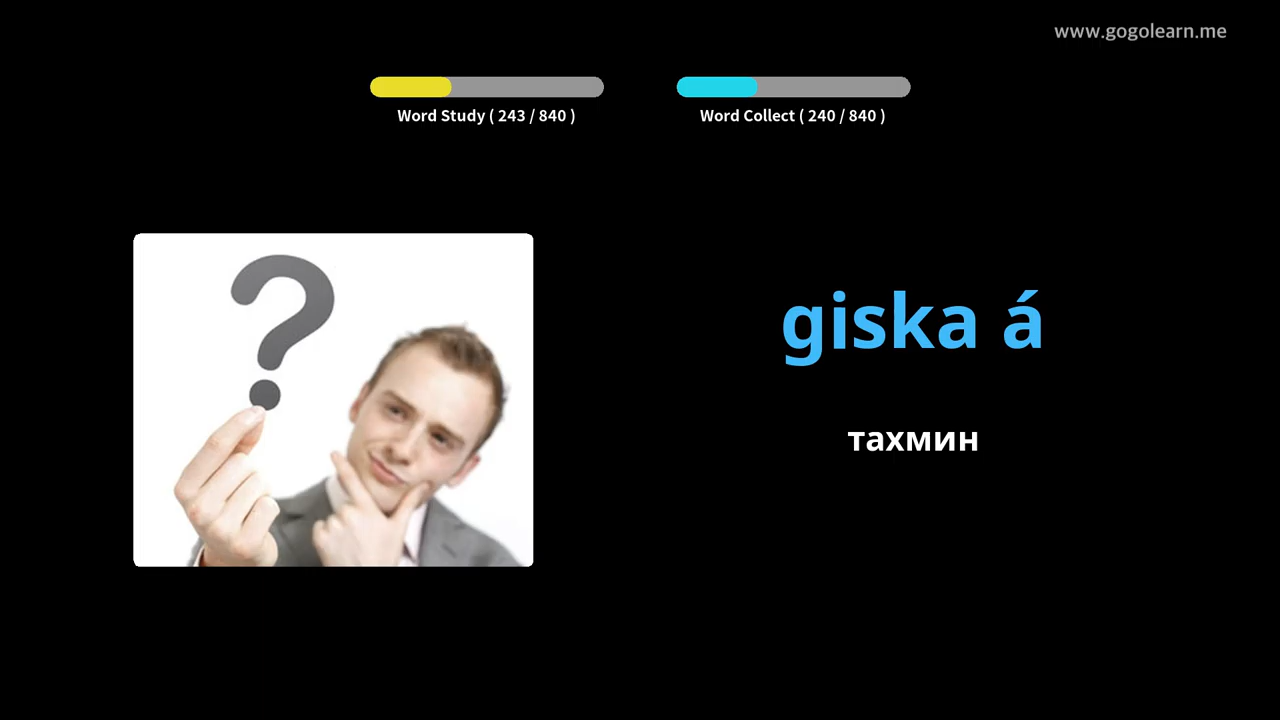 www.gogolearn.me
Word Study ( 243 / 840 )
Word Collect ( 240 / 840 )
giska á
тахмин